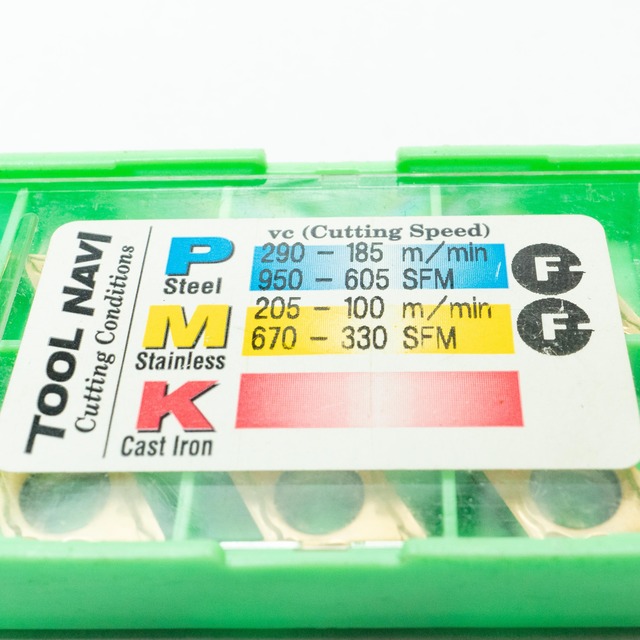 TOOL NAVI
Cutting Conditions
vc (Cutting Speed)
P
Steel
290 - 185 m/min
950 - 605 SFM
F
M
Stainless
205 - 100 m/min
670 - 330 SFM
F
K
Cast Iron